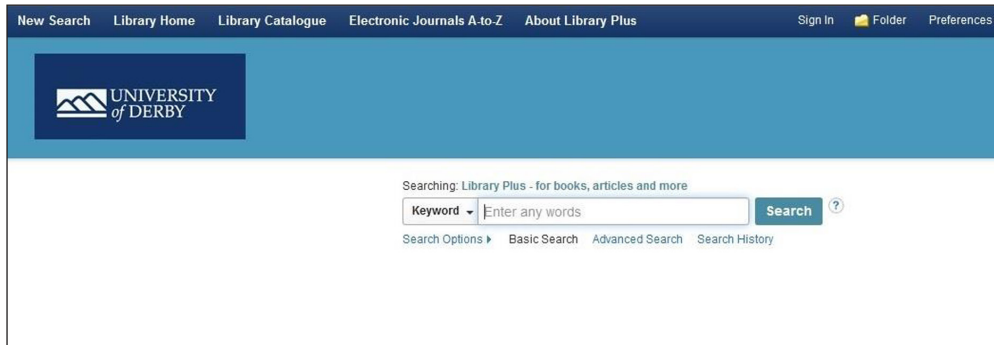 New Search Library Home Library Catalogue Electronic Journals A-to-Z About Library Plus Sign In Folder Preferences
UNIVERSITY
of DERBY
Searching: Library Plus - for books, articles and more
Keyword Enter any words Search ?
Search Options Basic Search Advanced Search Search History